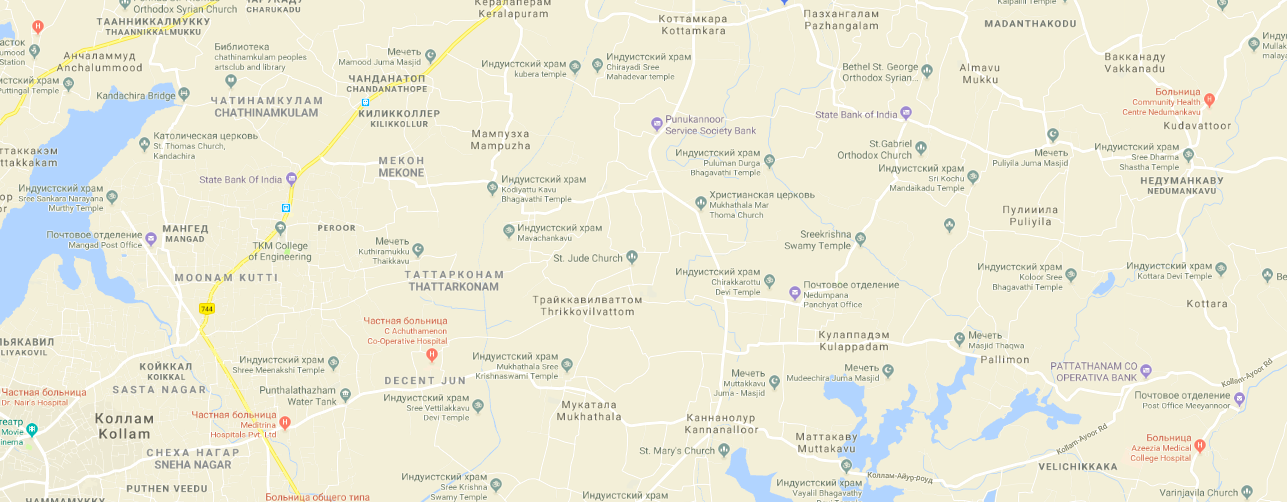 Orthodox Syrian Church
ЧАРУКАДУ
CHARUKADU
ТААННИККАЛМУККУ
THAANNIKKALMUKKU
Кералаперам
Keralapuram
Коттамкара
Kottamkara
Пазхангалам
Pazhangalam
MADANTHAKODU
Анчаламмуд
Anchalummood
Библиотека
chathinamkulam peoples
artsclub and library
Мечеть
Mamood Juma Masjid
Индуистский храм
kubera temple
Индуистский храм
Chirayadi Sree
Mahadevar temple
Bethel St. George
Orthodox Syrian...
Almavu
Mukku
Вакканаду
Vakkanadu
Puttingal Temple
Kandachira Bridge
ЧАНДАНАТОП
CHANDANATHOPE
ЧАТИНАМКУЛАМ
CHATHINAMKULAM
КИЛИККОЛЛЕР
KILIKKOLLUR
Мампузха
Mampuzha
Punukannoor
Service Society Bank
State Bank of India
Больница
Community Health
Centre Nedumankavu
Kudavattoor
Католическая церковь
St. Thomas Church,
Kandachira
МЕКОН
MEKONE
Индуистский храм
Puluman Durga
Bhagavathi Temple
St.Gabriel
Orthodox Church
Мечеть
Puliyila Juma Masjid
Индуистский храм
Sree Dharma
Shastha Temple
State Bank Of India
Индуистский храм
Kodiyattu Kavu
Bhagavathi Temple
Индуистский храм
Sri Kochu
Mandaikadu Temple
НЕДУМАНКАВУ
NEDUMANKAVU
Индуистский храм
Sree Sankara Narayana
Murthy Temple
Христианская церковь
Mukhathala Mar
Thoma Church
Пулииила
Puliyila
Почтовое отделение
Mangad Post Office
МАНГЕД
MANGAD
PEROOR
TKM College
of Engineering
Мечеть
Kuthiramukku
Thaikkavu
Индуистский храм
Mavachankavu
Sreekrishna
Swamy Temple
St. Jude Church
MOONAM KUTTI
ТАТТАРКОНАМ
THATTARKONAM
Индуистский храм
Chirakkarottu
Devi Temple
Индуистский храм
Koloor Sree
Bhagavathi Temple
Индуистский храм
Kottara Devi Temple
Kottara
Почтовое отделение
Nedumpana
Panchyat Office
Трайккавилваттом
Thrikkovilvattom
744
Частная больница
C Achuthamenon
Co-Operative Hospital
Кулаппадэм
Kulappadam
Мечеть
Masjid Thaqwa
Pallimon
КОЙККАЛ
KOIKKAL
Индуистский храм
Shree Meenakshi Temple
Индуистский храм
Mukhathala Sree
Krishnaswami Temple
Мечеть
Muttakkavu
Juma - Masjid
Мечеть
Mudeechira Juma Masjid
PATTATHANAM CO
OPERATIVA BANK
Kollam-Ayoor Rd
DECENT JUN
SASTA NAGAR
Частная больница
Dr. Nair's Hospital
Punthalathazham
Water Tank
Почтовое отделение
Post Office Meeyannoor
Индуистский храм
Sree Vettilakkavu
Devi Temple
Мукатала
Mukhathala
Коллам
Kollam
Частная больница
Meditrina
Hospitals Pvt. Ltd
Каннанолур
Kannanalloor
Маттакаву
Muttakavu
Kollam-Ayoor Rd
Больница
Azeezia Medical
College Hospital
СНЕХА НАГАР
SNEHA NAGAR
St. Mary's Church
Коллам-Айур-Роуд
VELICHIKKAKA
PUTHEN VEEDU
Индуистский храм
Sree Krishna
Swamy Temple
Индуистский храм
Vayalil Bhagavathy
Varinjavila Church
Больница общего типа
Индуистский храм